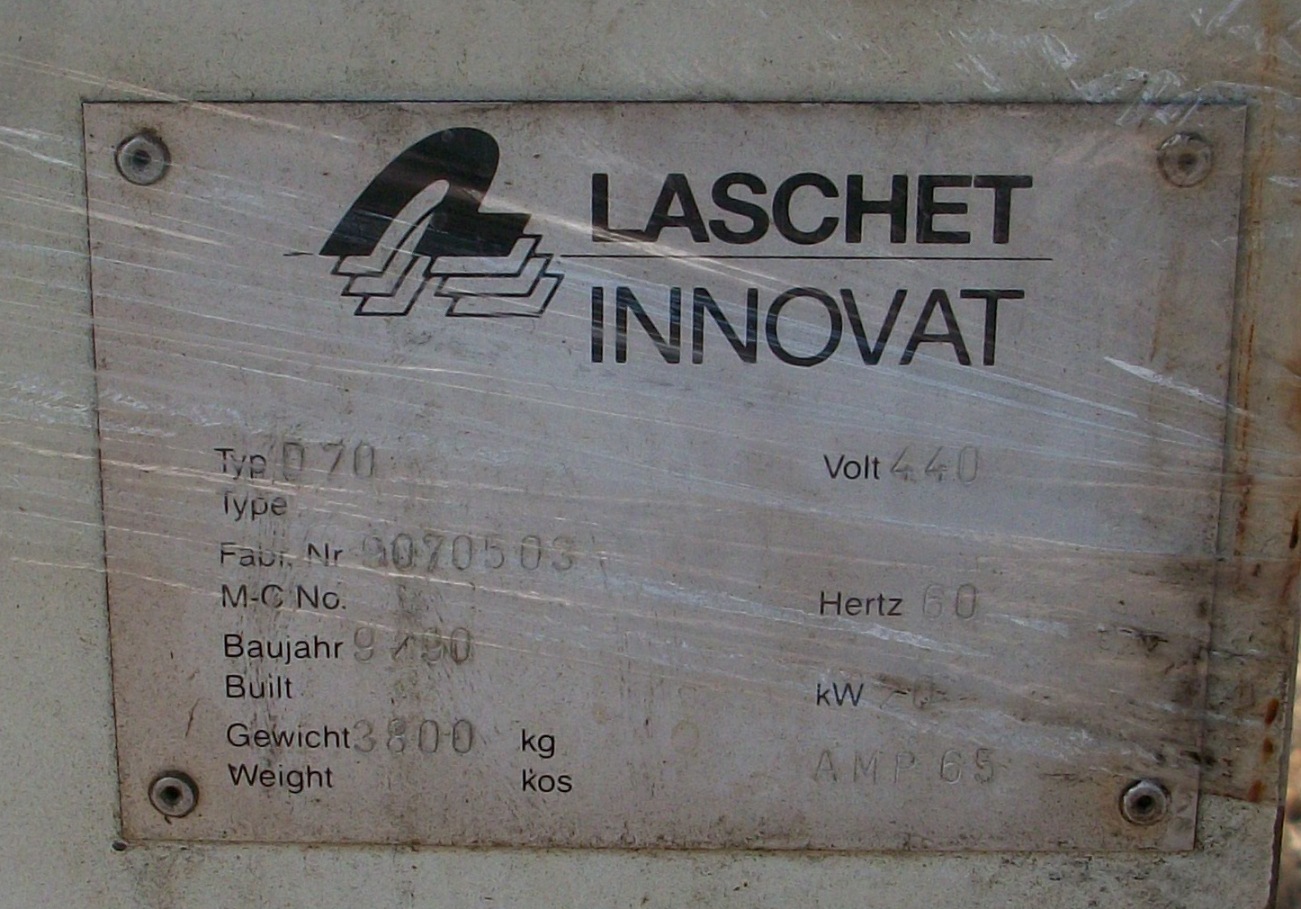 LASCHET
INNOVAT
Typ D 70
Type
Volt 440
Fabr. Nr 9070503
M-C No.
Hertz 60
Baujahr
Built
kW
Gewicht 3800 kg
Weight kos
AMP 65